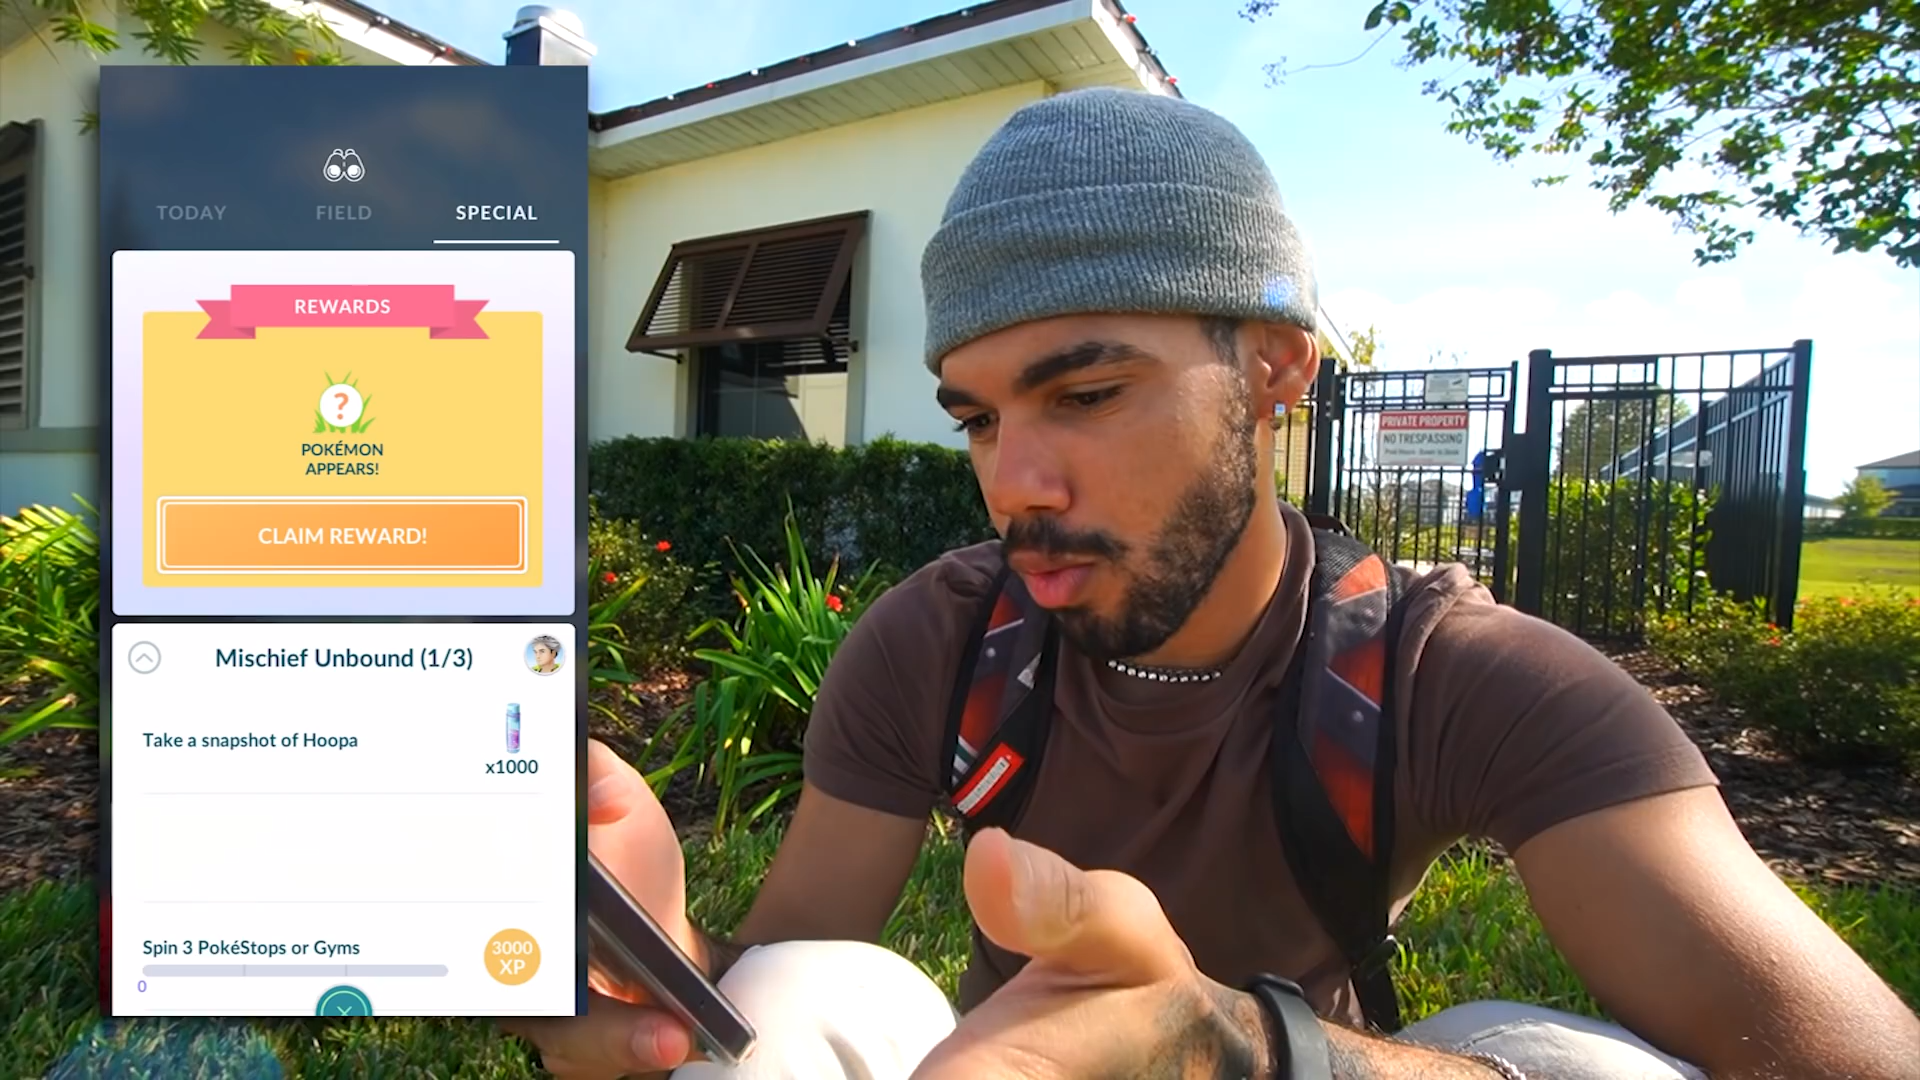 TODAY
FIELD
SPECIAL
REWARDS
?
POKÉMON
APPEARS!
CLAIM REWARD!
Mischief Unbound (1/3)
Take a snapshot of Hoopa
x1000
Spin 3 PokéStops or Gyms
3000
XP
0
PRIVATE PROPERTY
NO TRESPASSING